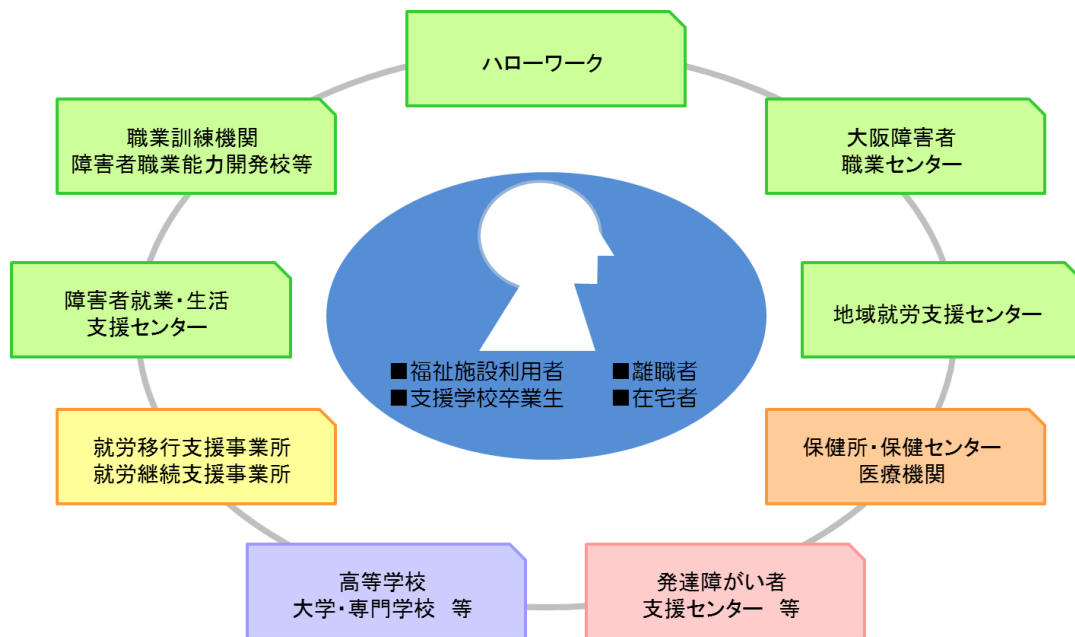 ハローワーク
職業訓練機関
障害者職業能力開発校等
大阪障害者
職業センター
障害者就業・生活
支援センター
地域就労支援センター
■福祉施設利用者 ■離職者
■支援学校卒業生 ■在宅者
就労移行支援事業所
就労継続支援事業所
保健所・保健センター
医療機関
高等学校
大学・専門学校 等
発達障がい者
支援センター 等